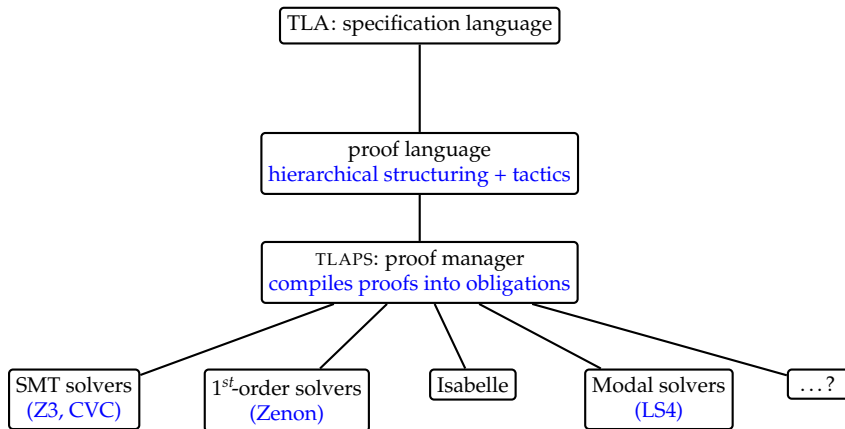 TLA: specification language
proof language
hierarchical structuring + tactics
TLAPS: proof manager
compiles proofs into obligations
SMT solvers
(Z3, CVC)
1st-order solvers
(Zenon)
Isabelle
Modal solvers
(LS4)
...?